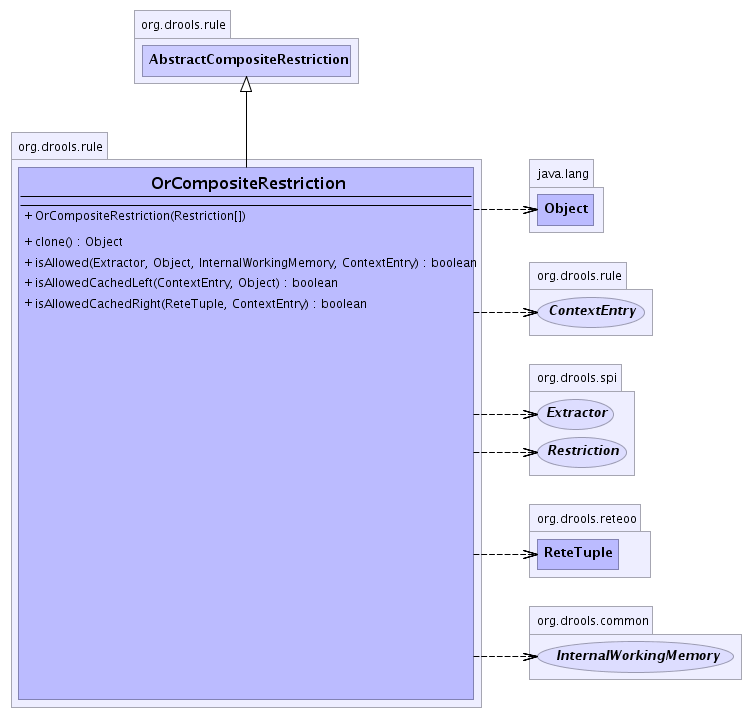 org.drools.rule
AbstractCompositeRestriction
org.drools.rule
OrCompositeRestriction
+ OrCompositeRestriction(Restriction[])
+ clone() : Object
+ isAllowed(Extractor, Object, InternalWorkingMemory, ContextEntry) : boolean
+ isAllowedCachedLeft(ContextEntry, Object) : boolean
+ isAllowedCachedRight(ReteTuple, ContextEntry) : boolean
java.lang
Object
org.drools.rule
ContextEntry
org.drools.spi
Extractor
Restriction
org.drools.reteoo
ReteTuple
org.drools.common
InternalWorkingMemory